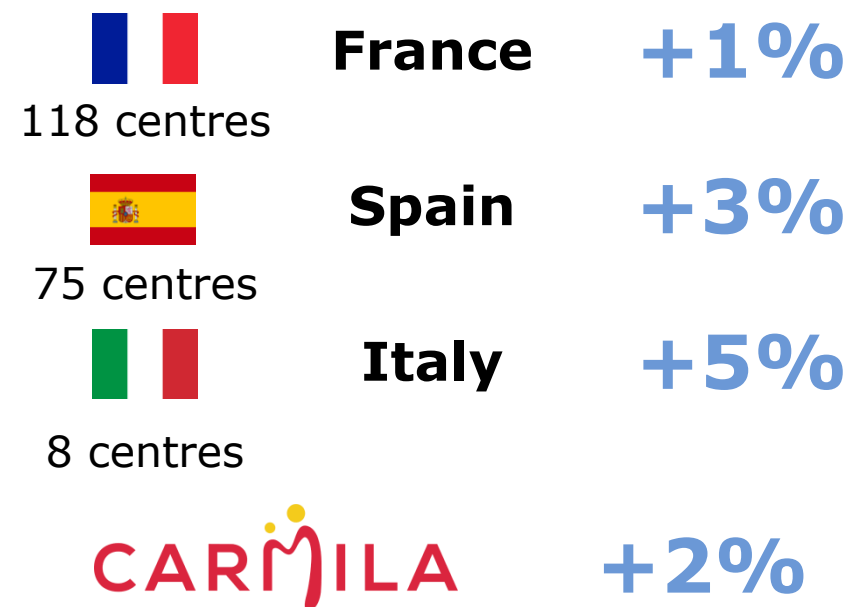 France +1%
118 centres
Spain +3%
75 centres
Italy +5%
8 centres
CARMILA +2%